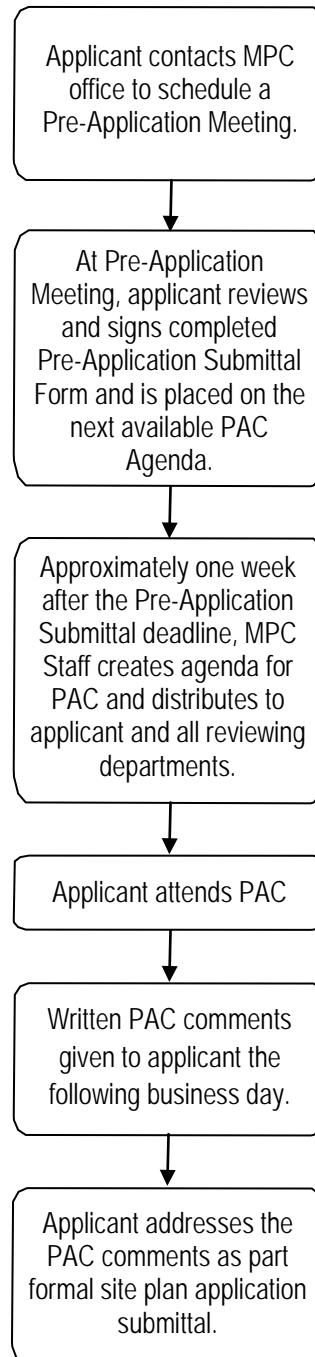 Applicant contacts MPC
office to schedule a
Pre-Application Meeting.
At Pre-Application
Meeting, applicant reviews
and signs completed
Pre-Application Submittal
Form and is placed on the
next available PAC
Agenda.
Approximately one week
after the Pre-Application
Submittal deadline, MPC
Staff creates agenda for
PAC and distributes to
applicant and all reviewing
departments.
Applicant attends PAC
Written PAC comments
given to applicant the
following business day.
Applicant addresses the
PAC comments as part
formal site plan application
submittal.